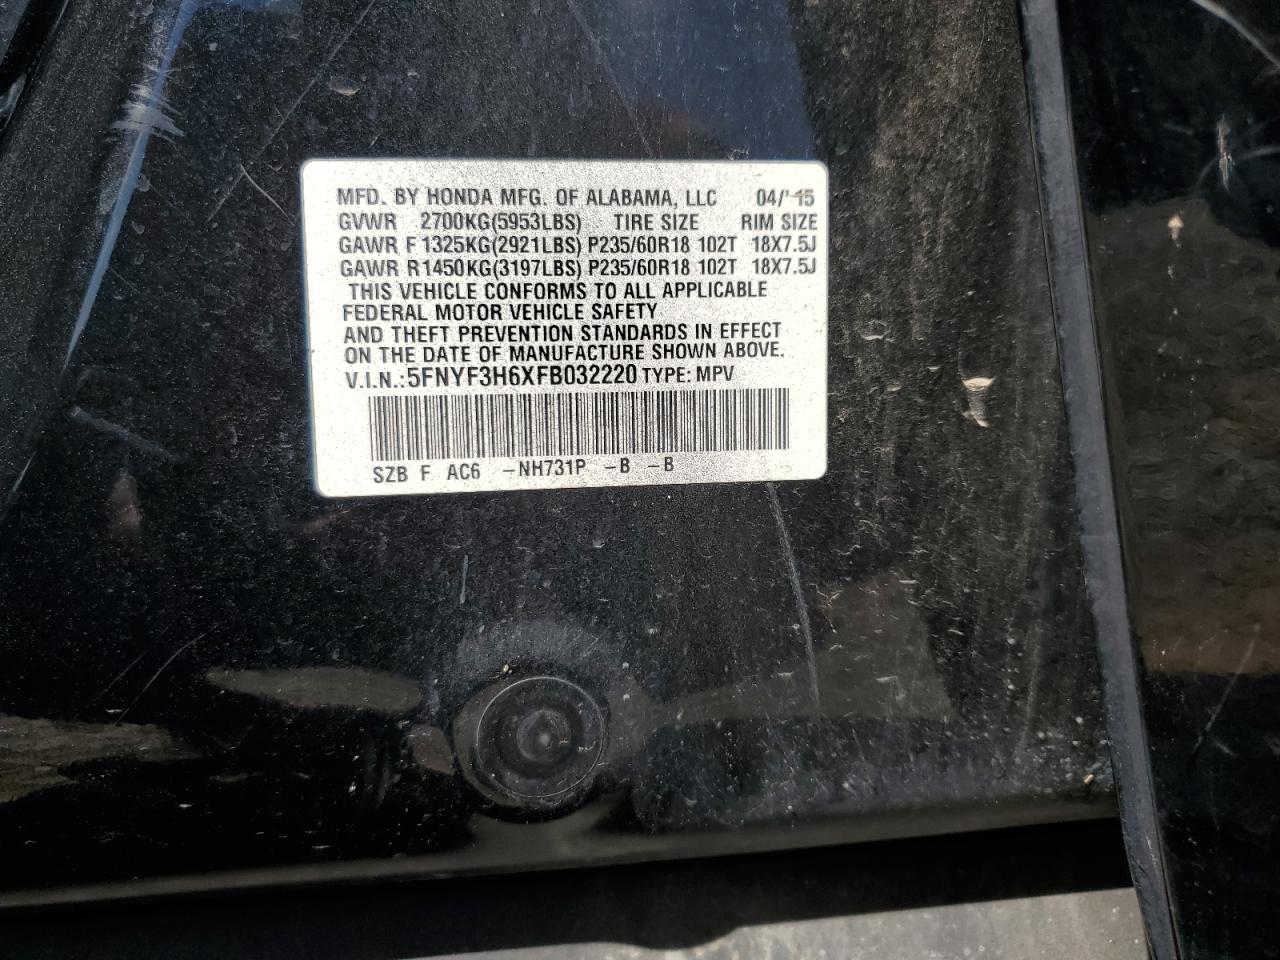 MFD. BY HONDA MFG. OF ALABAMA, LLC 04/'15
GVWR 2700KG(5953LBS) TIRE SIZE RIM SIZE
GAWR F 1325KG(2921LBS) P235/60R18 102T 18X7.5J
GAWR R1450KG(3197LBS) P235/60R18 102T 18X7.5J
THIS VEHICLE CONFORMS TO ALL APPLICABLE
FEDERAL MOTOR VEHICLE SAFETY
AND THEFT PREVENTION STANDARDS IN EFFECT
ON THE DATE OF MANUFACTURE SHOWN ABOVE.
V.I.N.:5FNYF3H6XFB032220 TYPE: MPV
SZB F AC6 -NH731P -B -B